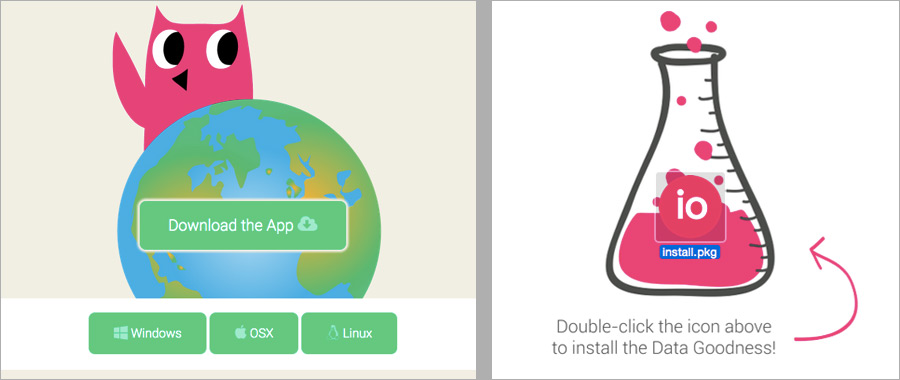 Download the App
Windows
OSX
Linux
io
install.pkg
Double-click the icon above
to install the Data Goodness!